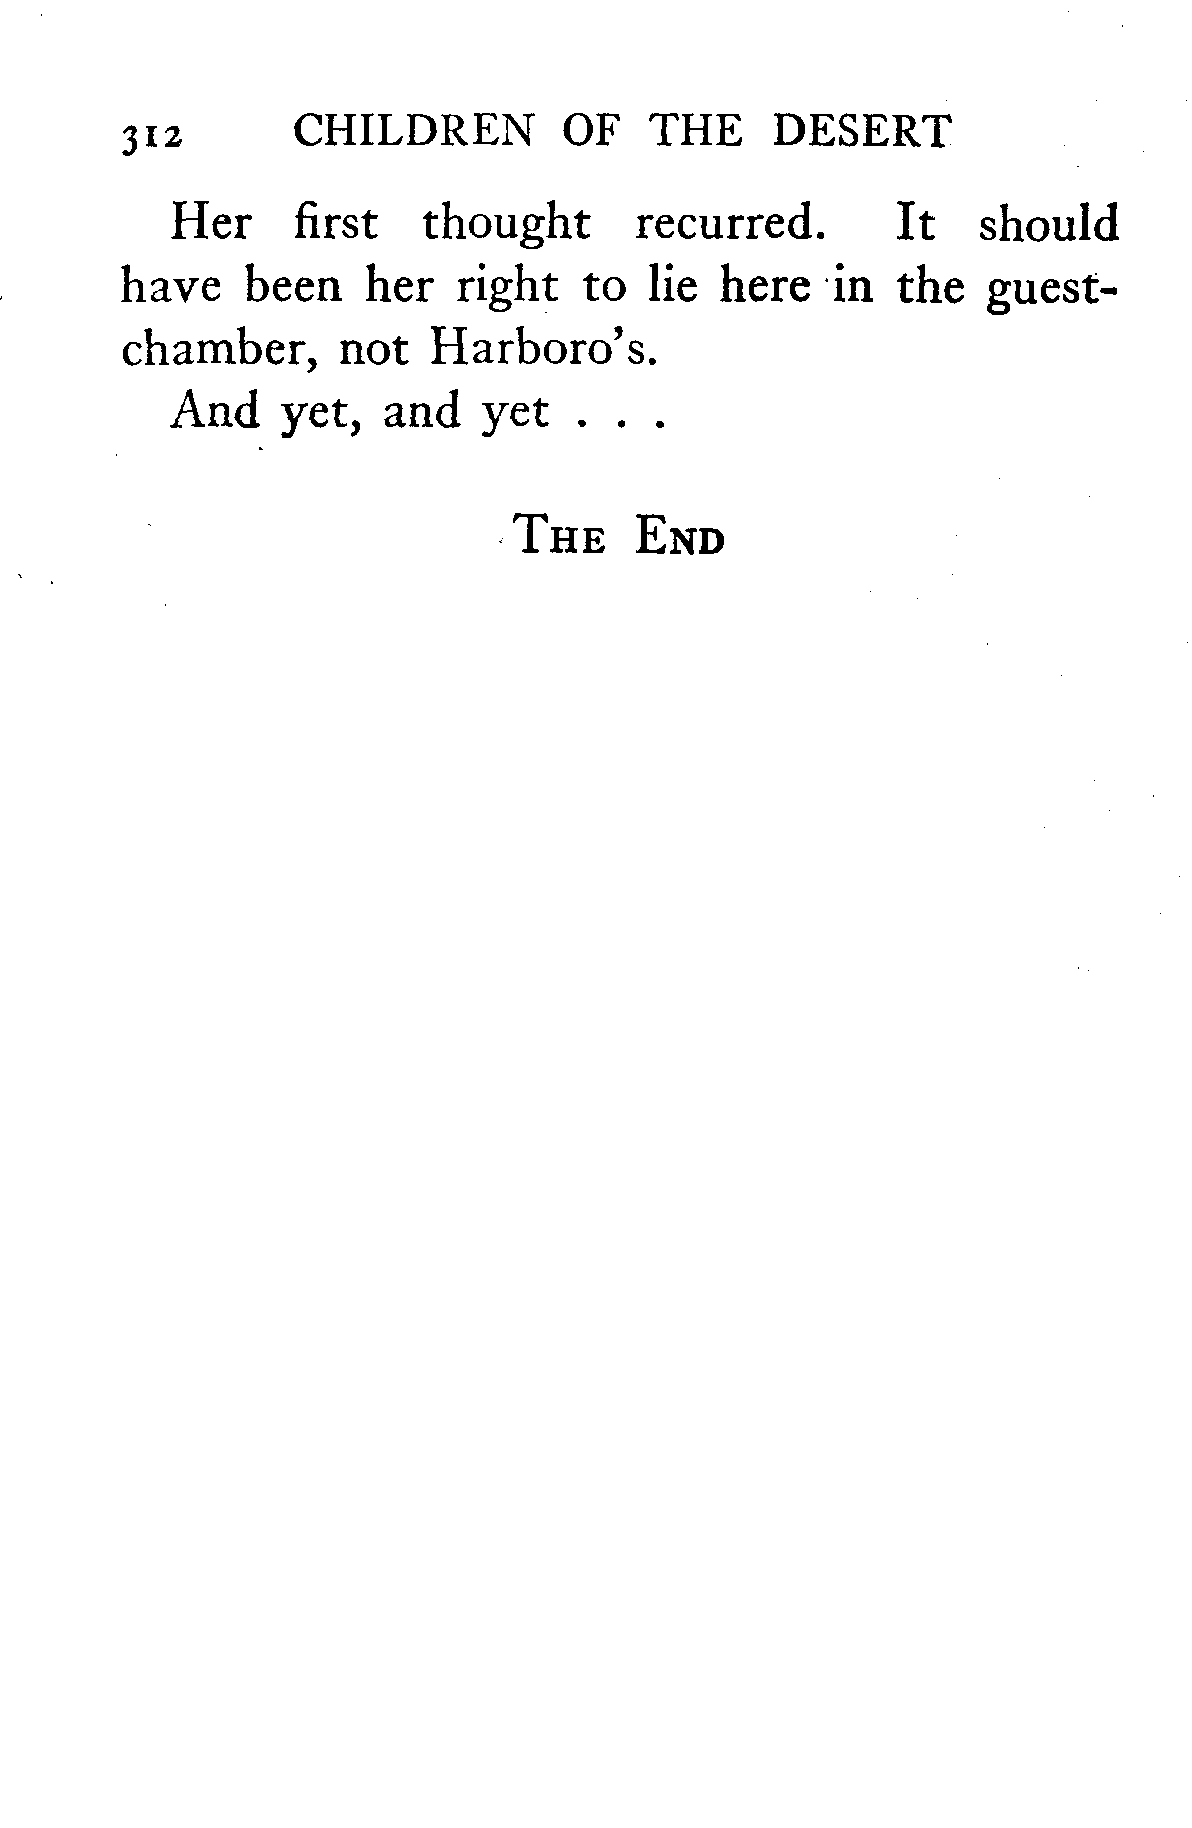 312 CHILDREN OF THE DESERT
Her first thought recurred. It should
have been her right to lie here in the guest-
chamber, not Harboro's.
And yet, and yet . . .
THE END